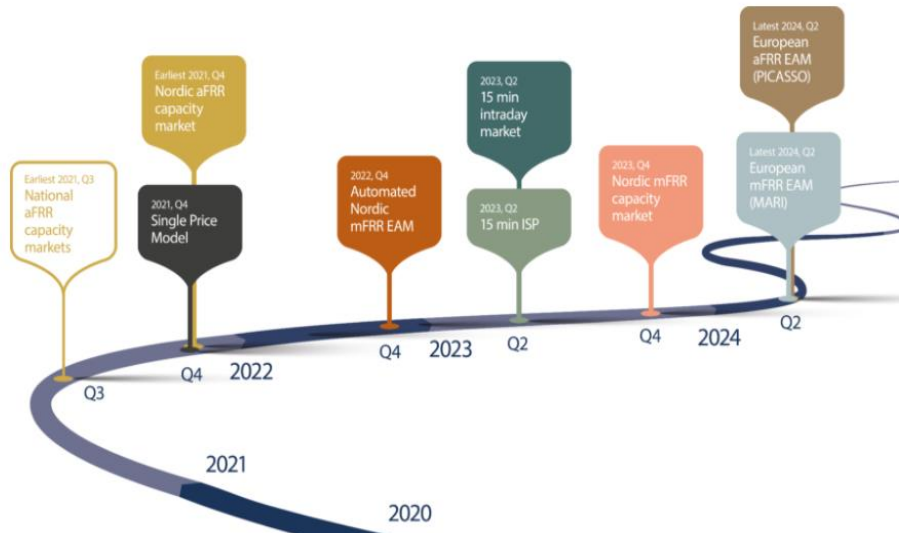 Earliest 2021, Q3
National
aFRR
capacity
markets
Earliest 2021, Q4
Nordic aFRR
capacity
market
2021, Q4
Single Price
Model
2022, Q4
Automated
Nordic
mFRR EAM
2023, Q2
15 min
intraday
market
2023, Q2
15 min ISP
2023, Q4
Nordic mFRR
capacity
market
Latest 2024, Q2
European
aFRR EAM
(PICASSO)
Latest 2024, Q2
European
mFRR EAM
(MARI)
Q3
Q4
2022
Q4
2023
Q2
Q4
2024
Q2
2021
2020